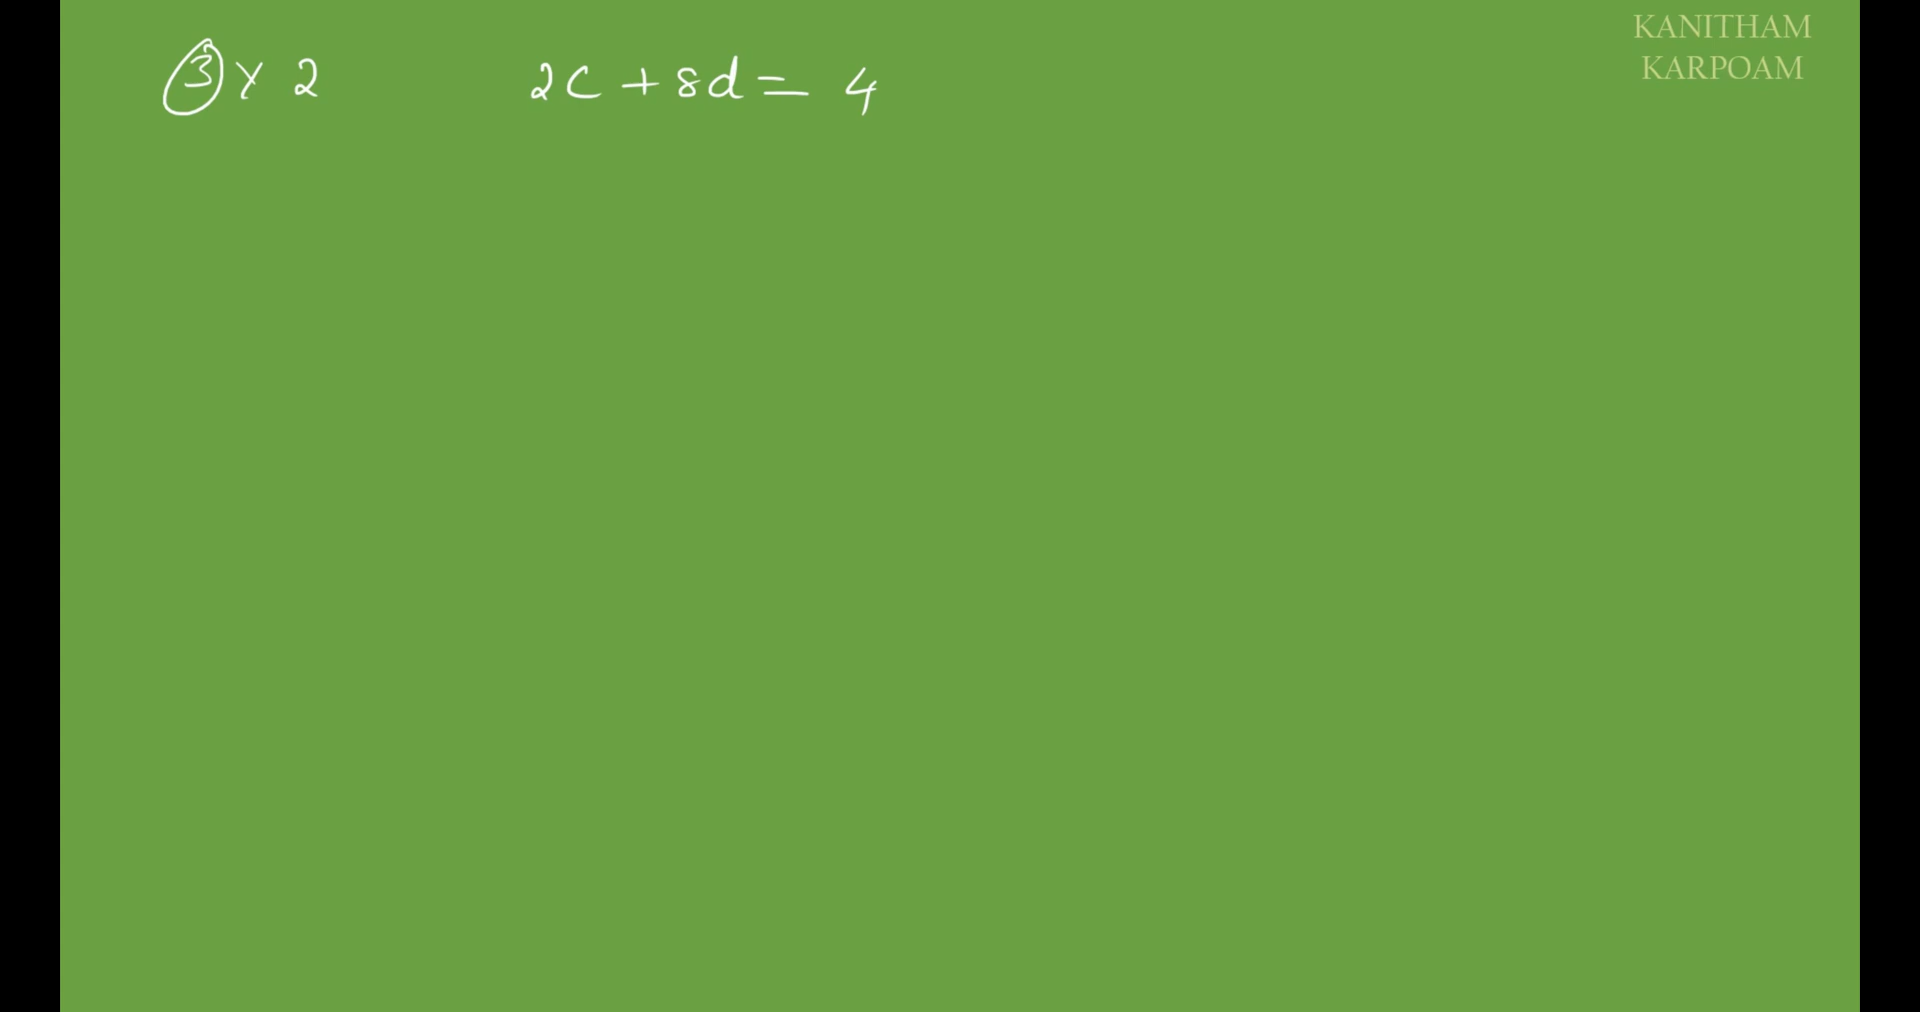 ③ × 2 2c + 8d = 4
KANITHAM
KARPOAM